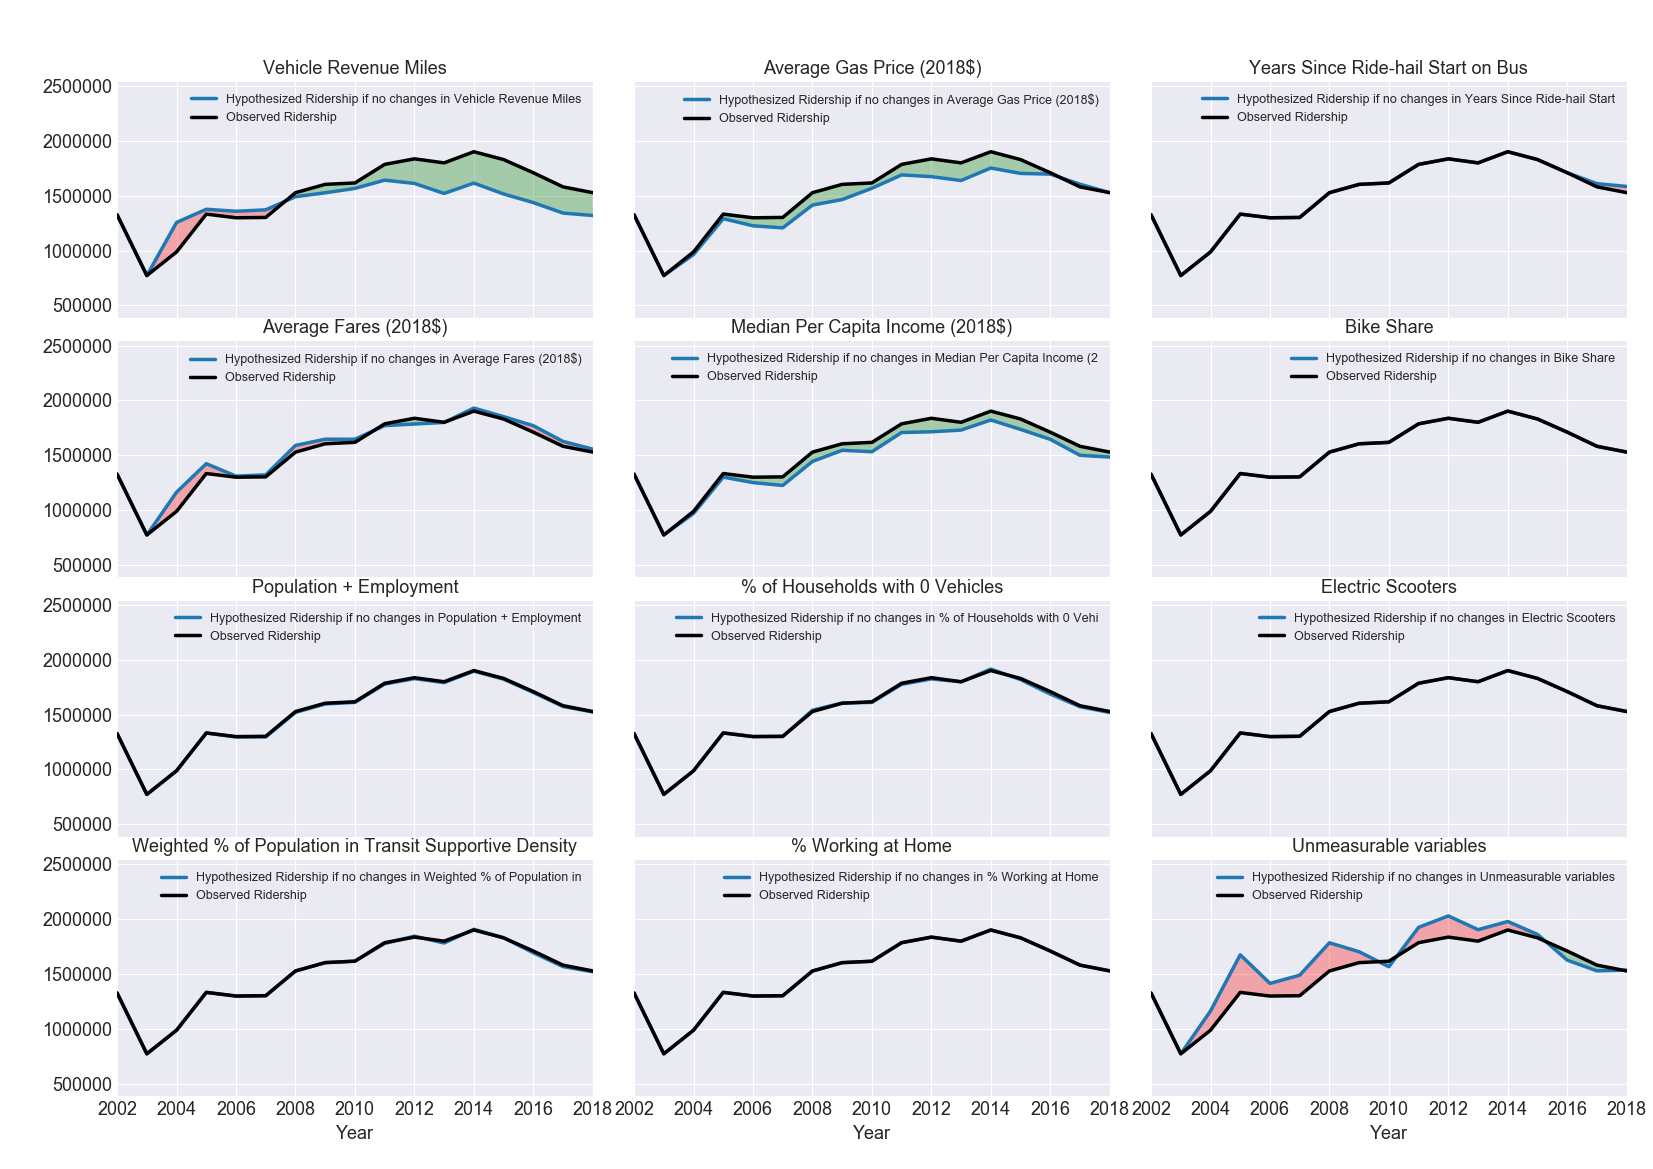 Vehicle Revenue Miles
2500000
2000000
1500000
1000000
500000
Hypothesized Ridership if no changes in Vehicle Revenue Miles
Observed Ridership
Average Gas Price (2018$)
Hypothesized Ridership if no changes in Average Gas Price (2018$)
Observed Ridership
Years Since Ride-hail Start on Bus
Hypothesized Ridership if no changes in Years Since Ride-hail Start
Observed Ridership
Average Fares (2018$)
2500000
2000000
1500000
1000000
500000
Hypothesized Ridership if no changes in Average Fares (2018$)
Observed Ridership
Median Per Capita Income (2018$)
Hypothesized Ridership if no changes in Median Per Capita Income (2
Observed Ridership
Bike Share
Hypothesized Ridership if no changes in Bike Share
Observed Ridership
Population + Employment
2500000
2000000
1500000
1000000
500000
Hypothesized Ridership if no changes in Population + Employment
Observed Ridership
% of Households with 0 Vehicles
Hypothesized Ridership if no changes in % of Households with 0 Vehi
Observed Ridership
Electric Scooters
Hypothesized Ridership if no changes in Electric Scooters
Observed Ridership
Weighted % of Population in Transit Supportive Density
2500000
2000000
1500000
1000000
500000
Hypothesized Ridership if no changes in Weighted % of Population in
Observed Ridership
2002 2004 2006 2008 2010 2012 2014 2016 2018
Year
% Working at Home
Hypothesized Ridership if no changes in % Working at Home
Observed Ridership
2002 2004 2006 2008 2010 2012 2014 2016 2018
Year
Unmeasurable variables
Hypothesized Ridership if no changes in Unmeasurable variables
Observed Ridership
2002 2004 2006 2008 2010 2012 2014 2016 2018
Year